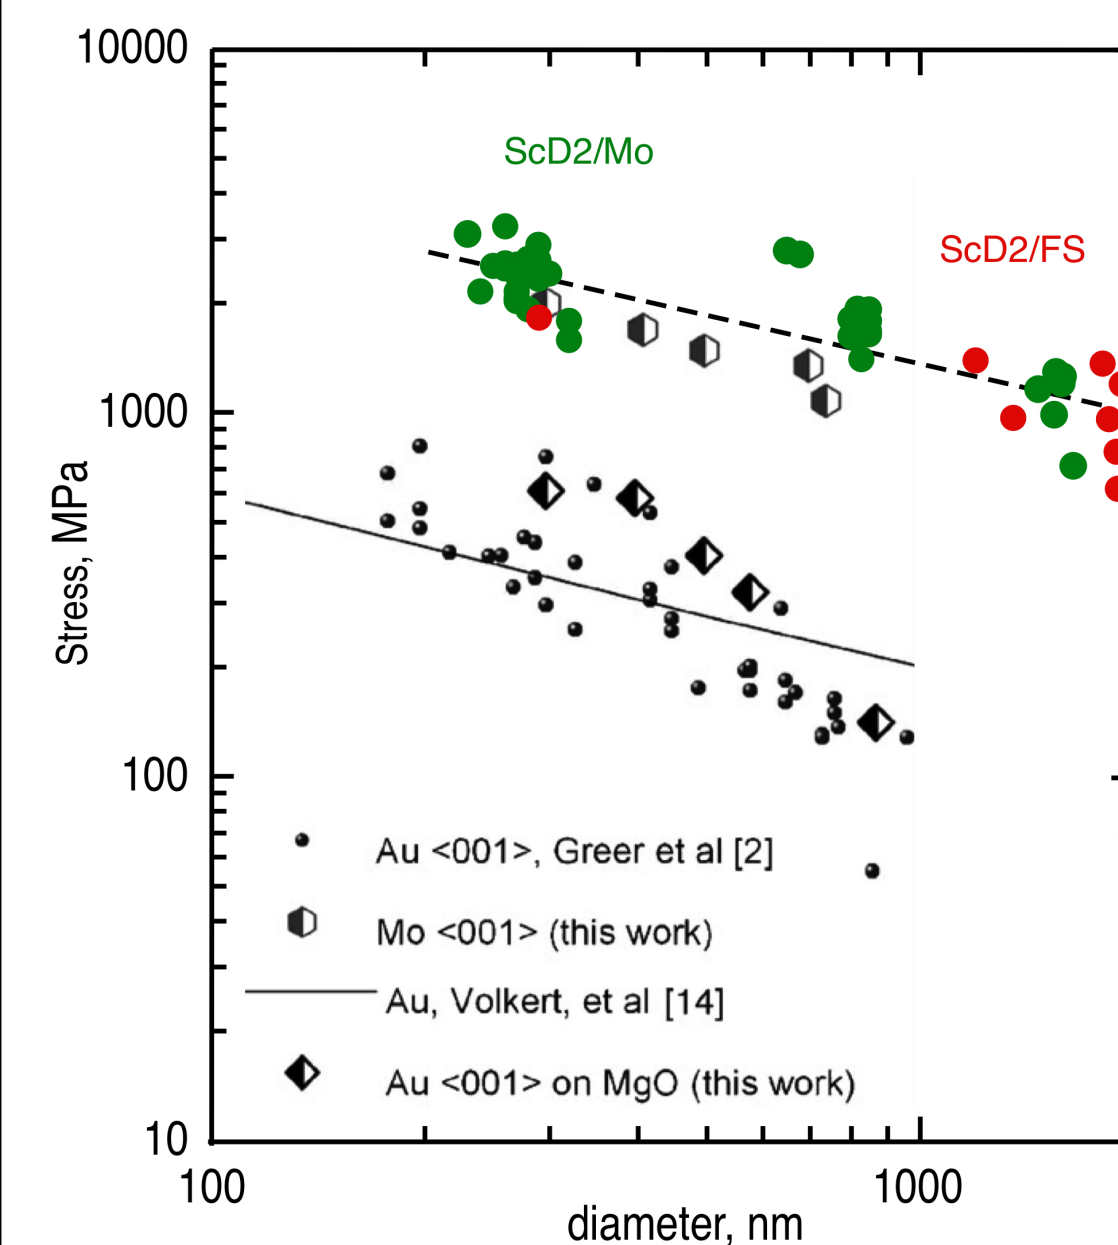 10000
ScD2/Mo
ScD2/FS
1000
Stress, MPa
100
Au <001>, Greer et al [2]
Mo <001> (this work)
Au, Volkert, et al [14]
Au <001> on MgO (this work)
10
100
1000
diameter, nm